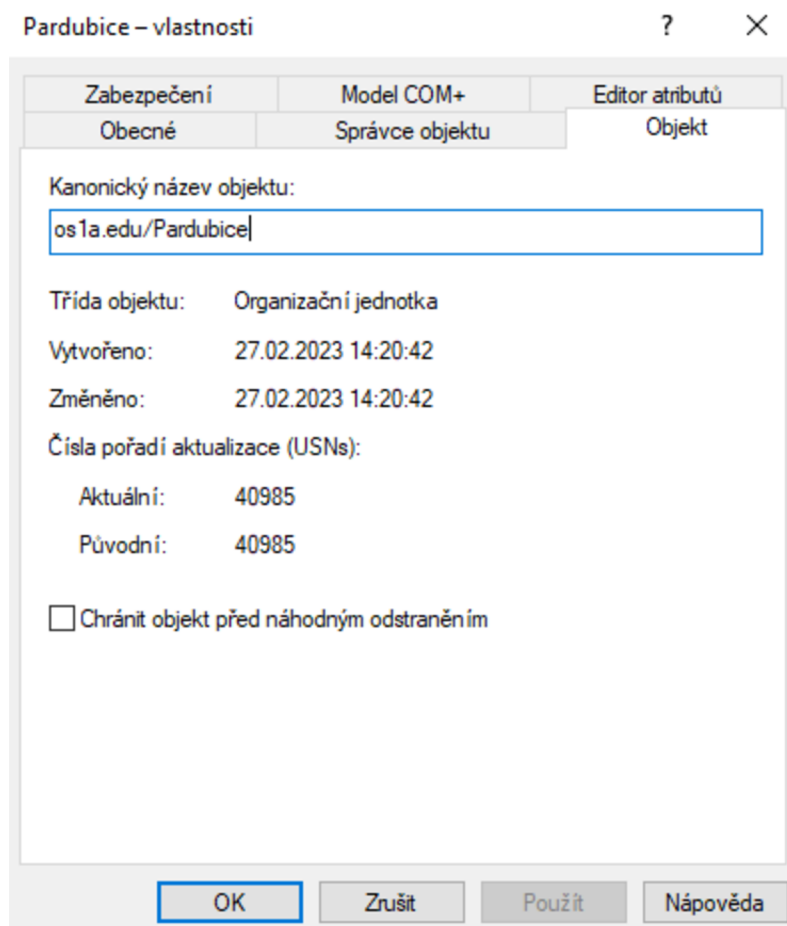 Pardubice – vlastnosti ? ×
Zabezpečení Model COM+ Editor atributů
Obecné Správce objektu Objekt
Kanonický název objektu:
os1a.edu/Pardubice
Třída objektu: Organizační jednotka
Vytvořeno: 27.02.2023 14:20:42
Změněno: 27.02.2023 14:20:42
Čísla pořadí aktualizace (USNs):
Aktuální: 40985
Původní: 40985
Chránit objekt před náhodným odstraněním
OK Zrušit Použít Nápověda